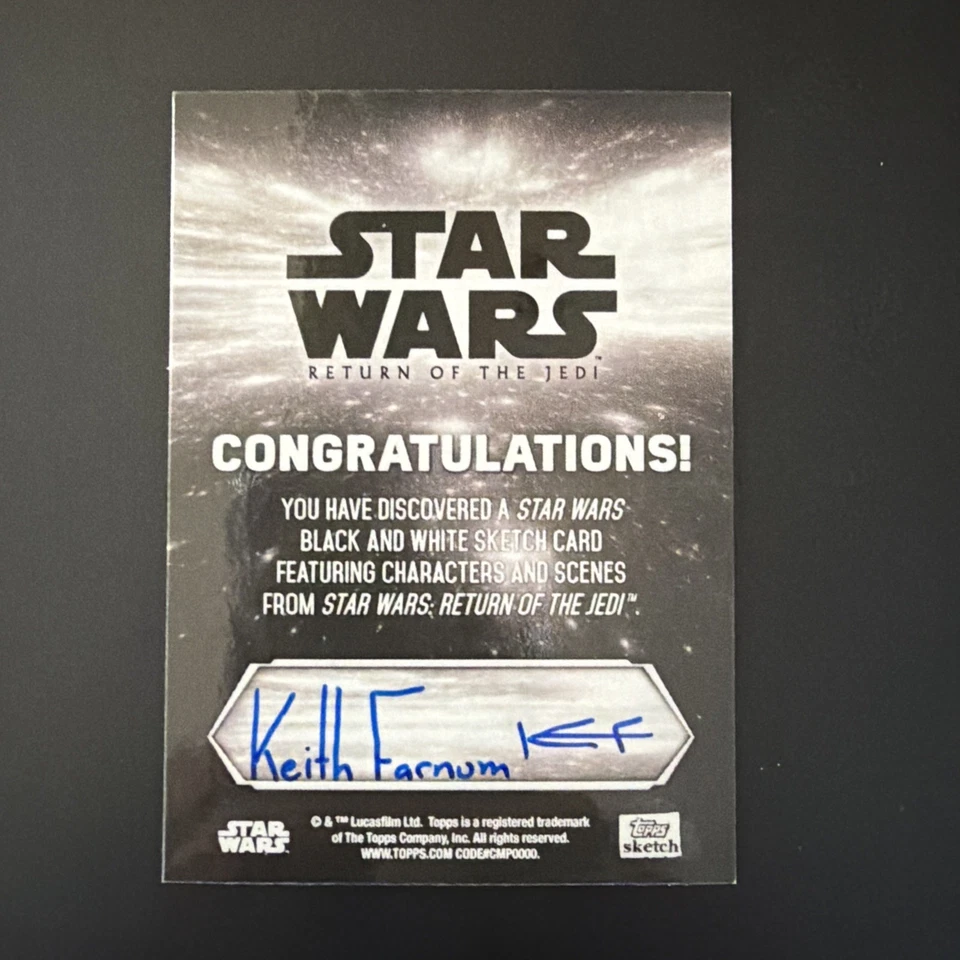 STAR
WARS™
RETURN OF THE JEDI
CONGRATULATIONS!
YOU HAVE DISCOVERED A STAR WARS
BLACK AND WHITE SKETCH CARD
FEATURING CHARACTERS AND SCENES
FROM STAR WARS: RETURN OF THE JEDI™.
Keith Farnum KF
STAR
WARS
© & ™ Lucasfilm Ltd. Topps is a registered trademark
of The Topps Company, Inc. All rights reserved.
WWW.TOPPS.COM CODE#CMP0000.
TOPPS
sketch